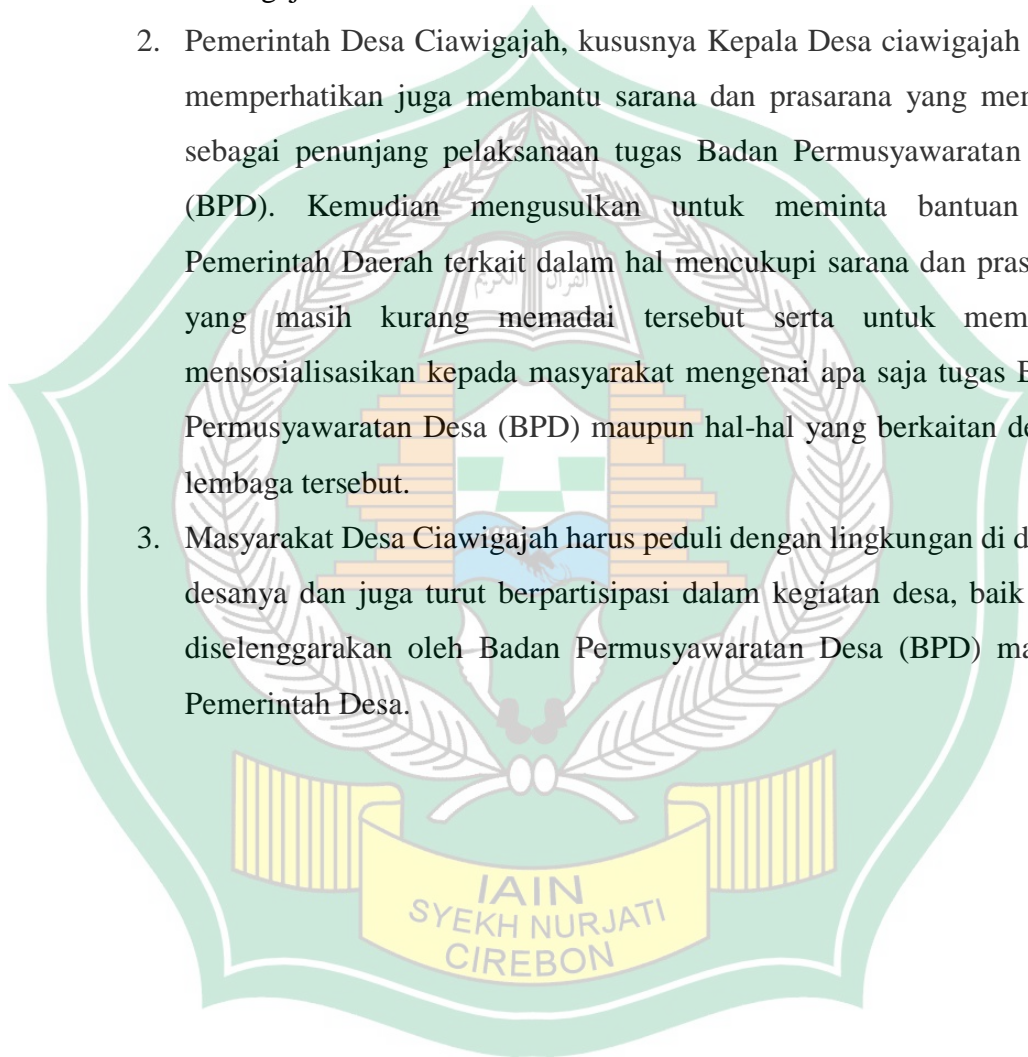 2. Pemerintah Desa Ciawigajah, kususnya Kepala Desa ciawigajah
memperhatikan juga membantu sarana dan prasarana yang
sebagai penunjang pelaksanaan tugas Badan Permusyawaratan
(BPD). Kemudian mengusulkan untuk meminta bantuan
Pemerintah Daerah terkait dalam hal mencukupi sarana dan
yang masih kurang memadai tersebut serta untuk
mensosialisasikan kepada masyarakat mengenai apa saja tugas
Permusyawaratan Desa (BPD) maupun hal-hal yang berkaitan
lembaga tersebut.
3. Masyarakat Desa Ciawigajah harus peduli dengan lingkungan di
desanya dan juga turut berpartisipasi dalam kegiatan desa, baik
diselenggarakan oleh Badan Permusyawaratan Desa (BPD)
Pemerintah Desa.
القرآن الكريم
IAIN
SYEKH NURJATI
CIREBON